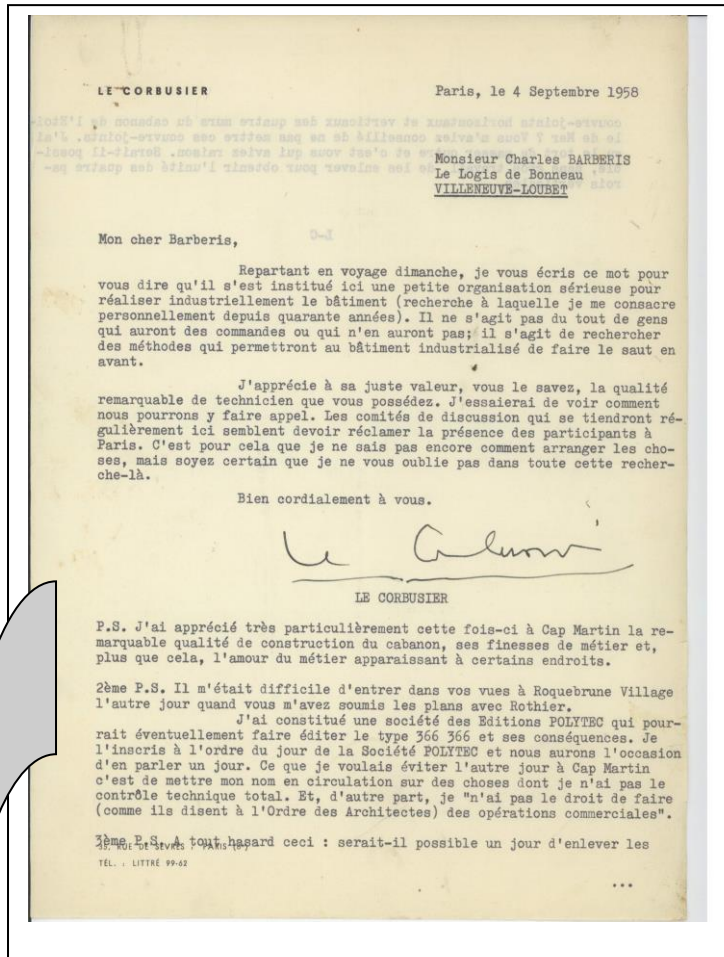 LE CORBUSIER
Paris, le 4 Septembre 1958
Monsieur Charles BARBERIS
Le Logis de Bonneau
VILLENEUVE-LOUBET
Mon cher Barberis,
Repartant en voyage dimanche, je vous écris ce mot pour
vous dire qu'il s'est institué ici une petite organisation sérieuse pour
réaliser industriellement le bâtiment (recherche à laquelle je me consacre
personnellement depuis quarante années). Il ne s'agit pas du tout de gens
qui auront des commandes ou qui n'en auront pas; il s'agit de rechercher
des méthodes qui permettront au bâtiment industrialisé de faire le saut en
avant.
J'apprécie à sa juste valeur, vous le savez, la qualité
remarquable de technicien que vous possédez. J'essaierai de voir comment
nous pourrons y faire appel. Les comités de discussion qui se tiendront ré-
gulièrement ici semblent devoir réclamer la présence des participants à
Paris. C'est pour cela que je ne sais pas encore comment arranger les cho-
ses, mais soyez certain que je ne vous oublie pas dans toute cette recher-
che-là.
Bien cordialement à vous.
Le Corbusier
LE CORBUSIER
P.S. J'ai apprécié très particulièrement cette fois-ci à Cap Martin la re-
marquable qualité de construction du cabanon, ses finesses de métier et,
plus que cela, l'amour du métier apparaissant à certains endroits.
2ème P.S. Il m'était difficile d'entrer dans vos vues à Roquebrune Village
l'autre jour quand vous m'avez soumis les plans avec Rothier.
J'ai constitué une société des Editions POLYTEC qui pour-
rait éventuellement faire éditer le type 366 366 et ses conséquences. Je
l'inscris à l'ordre du jour de la Société POLYTEC et nous aurons l'occasion
d'en parler un jour. Ce que je voulais éviter l'autre jour à Cap Martin
c'est de mettre mon nom en circulation sur des choses dont je n'ai pas le
contrôle technique total. Et, d'autre part, je "n'ai pas le droit de faire
(comme ils disent à l'Ordre des Architectes) des opérations commerciales".
3ème P.S. A tout hasard ceci : serait-il possible un jour d'enlever les
35, RUE DE SÈVRES PARIS
TÉL. : LITTRÉ 99-62
...